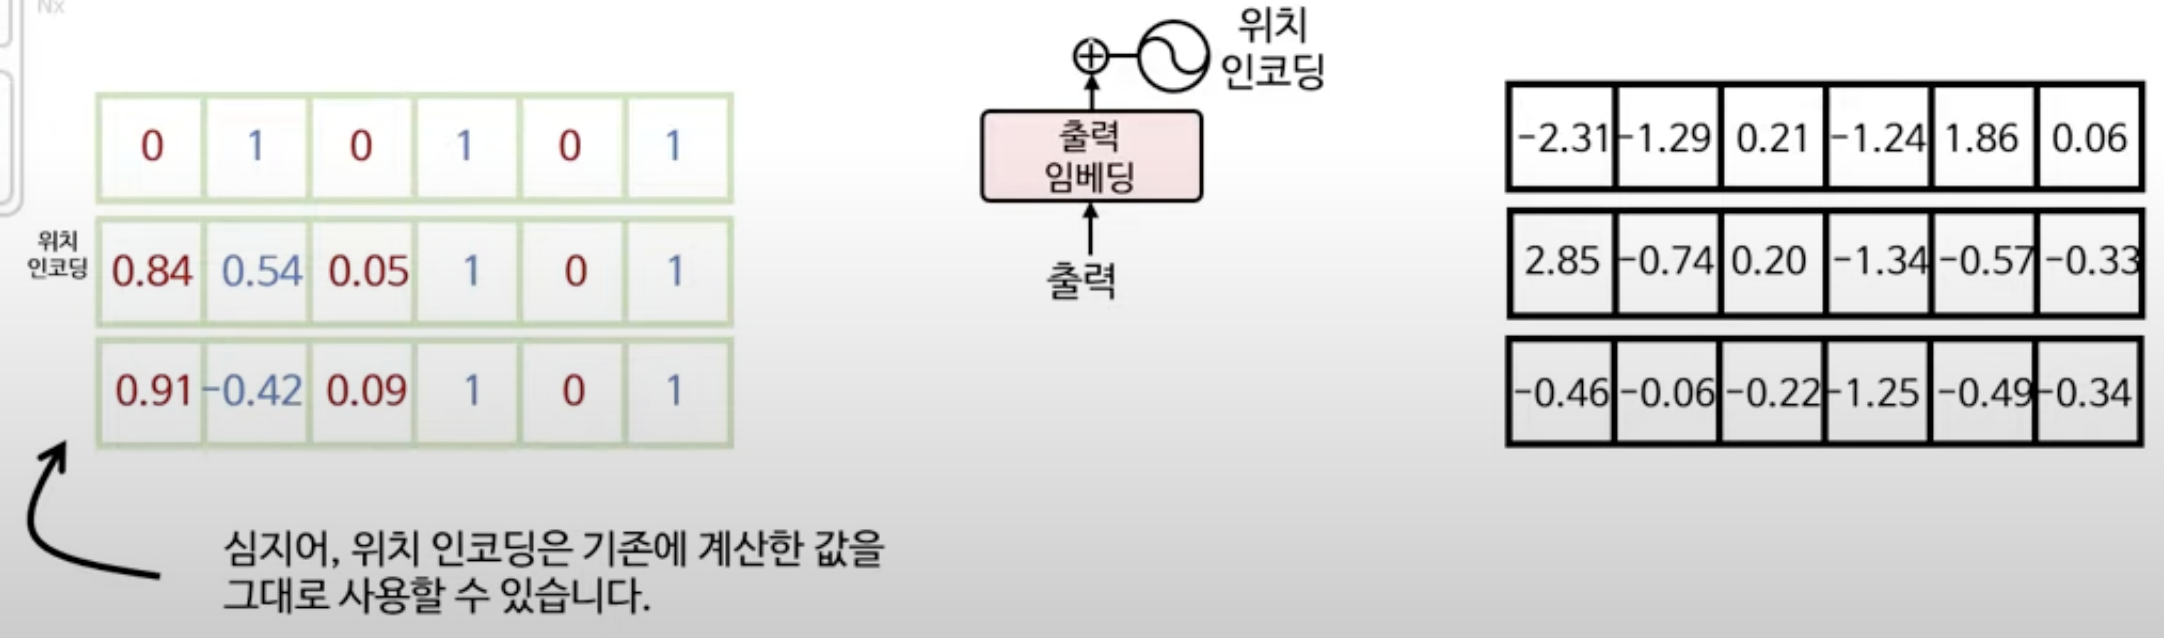 Nx
위치
인코딩
0 1 0 1 0 1
출력
임베딩
-2.31 -1.29 0.21 -1.24 1.86 0.06
위치
인코딩
0.84 0.54 0.05 1 0 1
출력
2.85 -0.74 0.20 -1.34 -0.57 -0.33
0.91 -0.42 0.09 1 0 1
-0.46 -0.06 -0.22 -1.25 -0.49 -0.34
심지어, 위치 인코딩은 기존에 계산한 값을
그대로 사용할 수 있습니다.